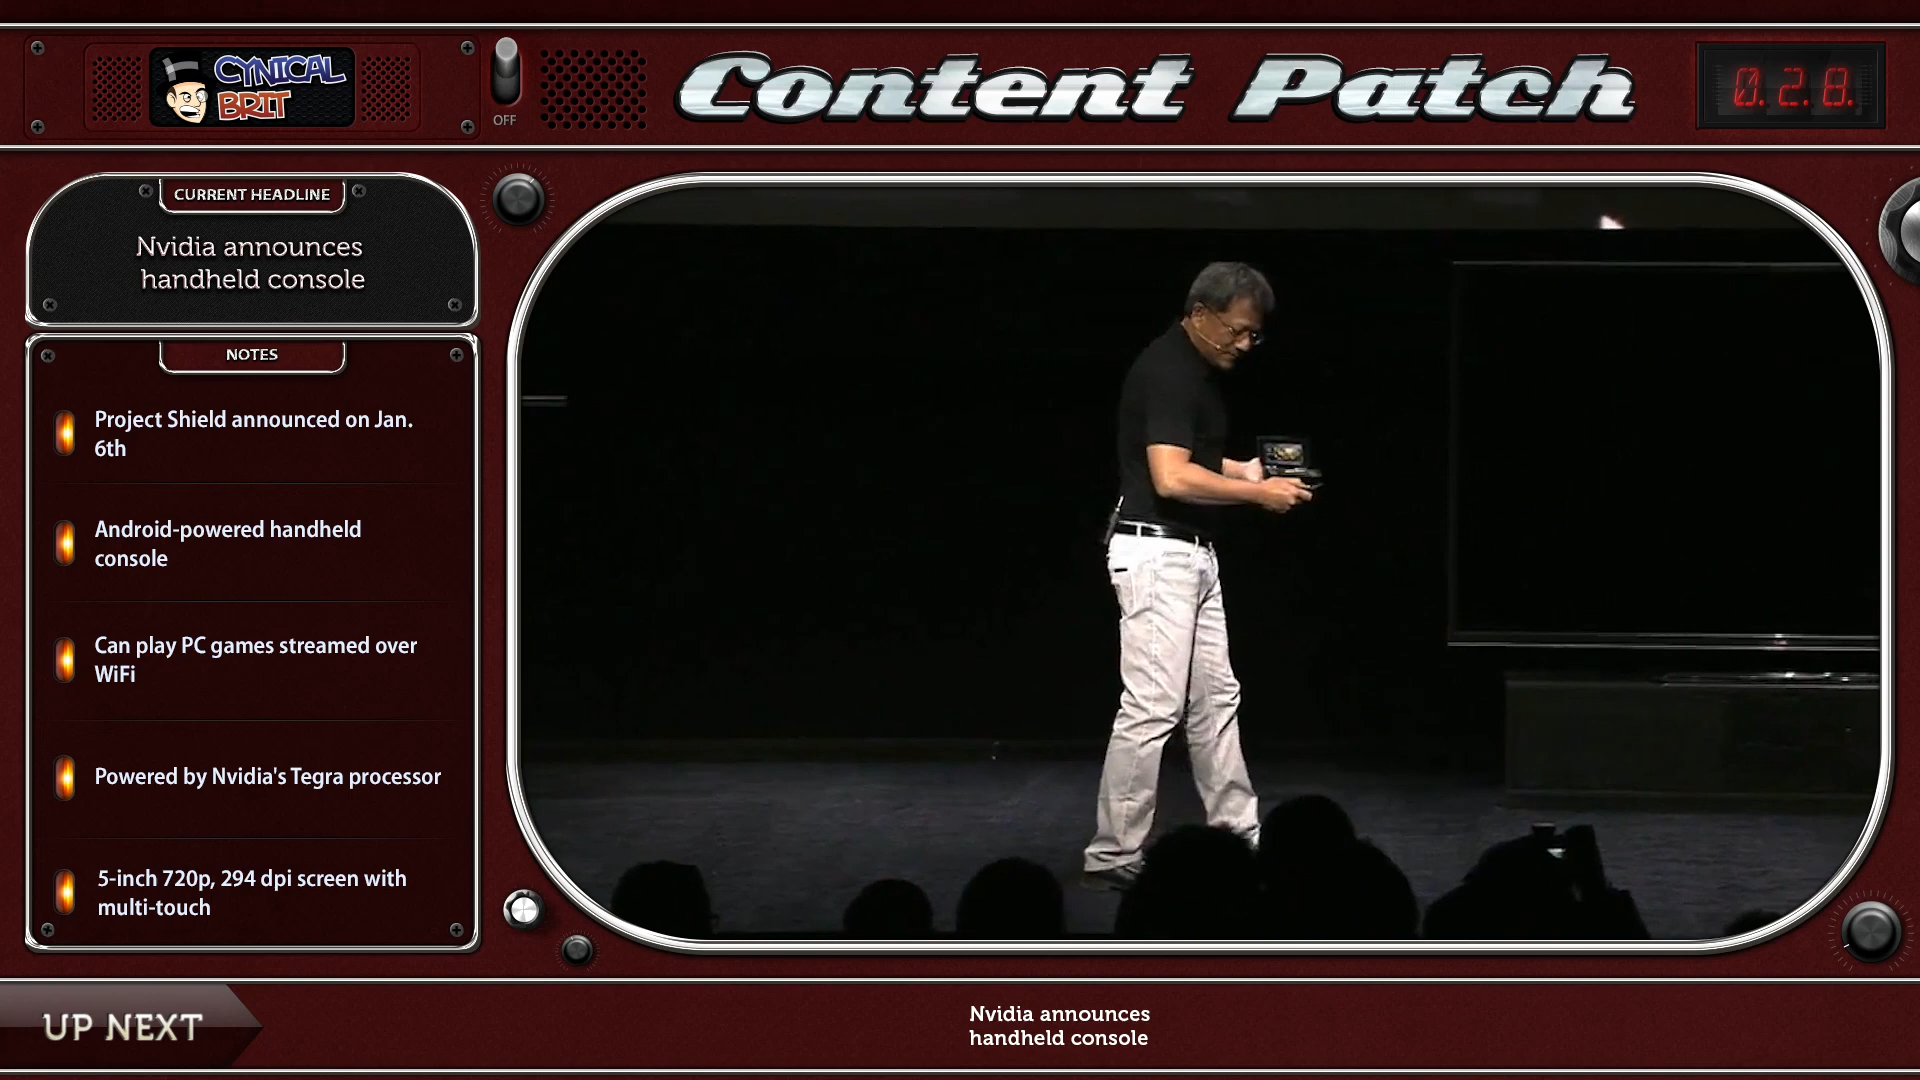 CYNICAL
BRIT
OFF
Content Patch
0.2.8.
CURRENT HEADLINE
Nvidia announces
handheld console
NOTES
Project Shield announced on Jan.
6th
Android-powered handheld
console
Can play PC games streamed over
WiFi
Powered by Nvidia's Tegra processor
5-inch 720p, 294 dpi screen with
multi-touch
UP NEXT
Nvidia announces
handheld console